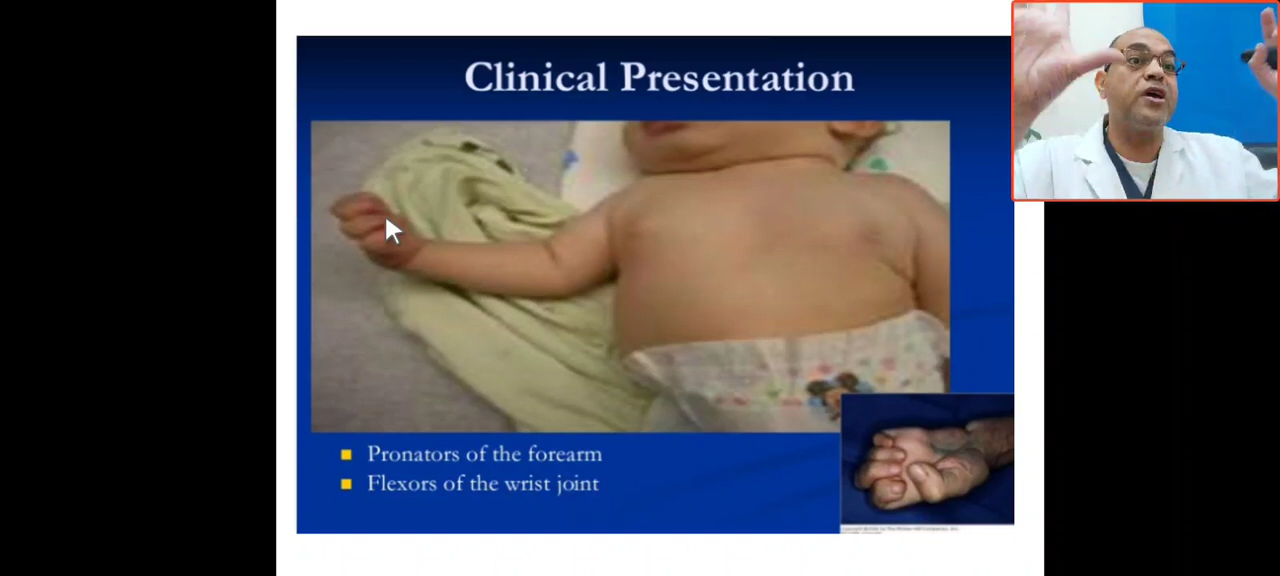 Clinical Presentation
Pronators of the forearm
Flexors of the wrist joint